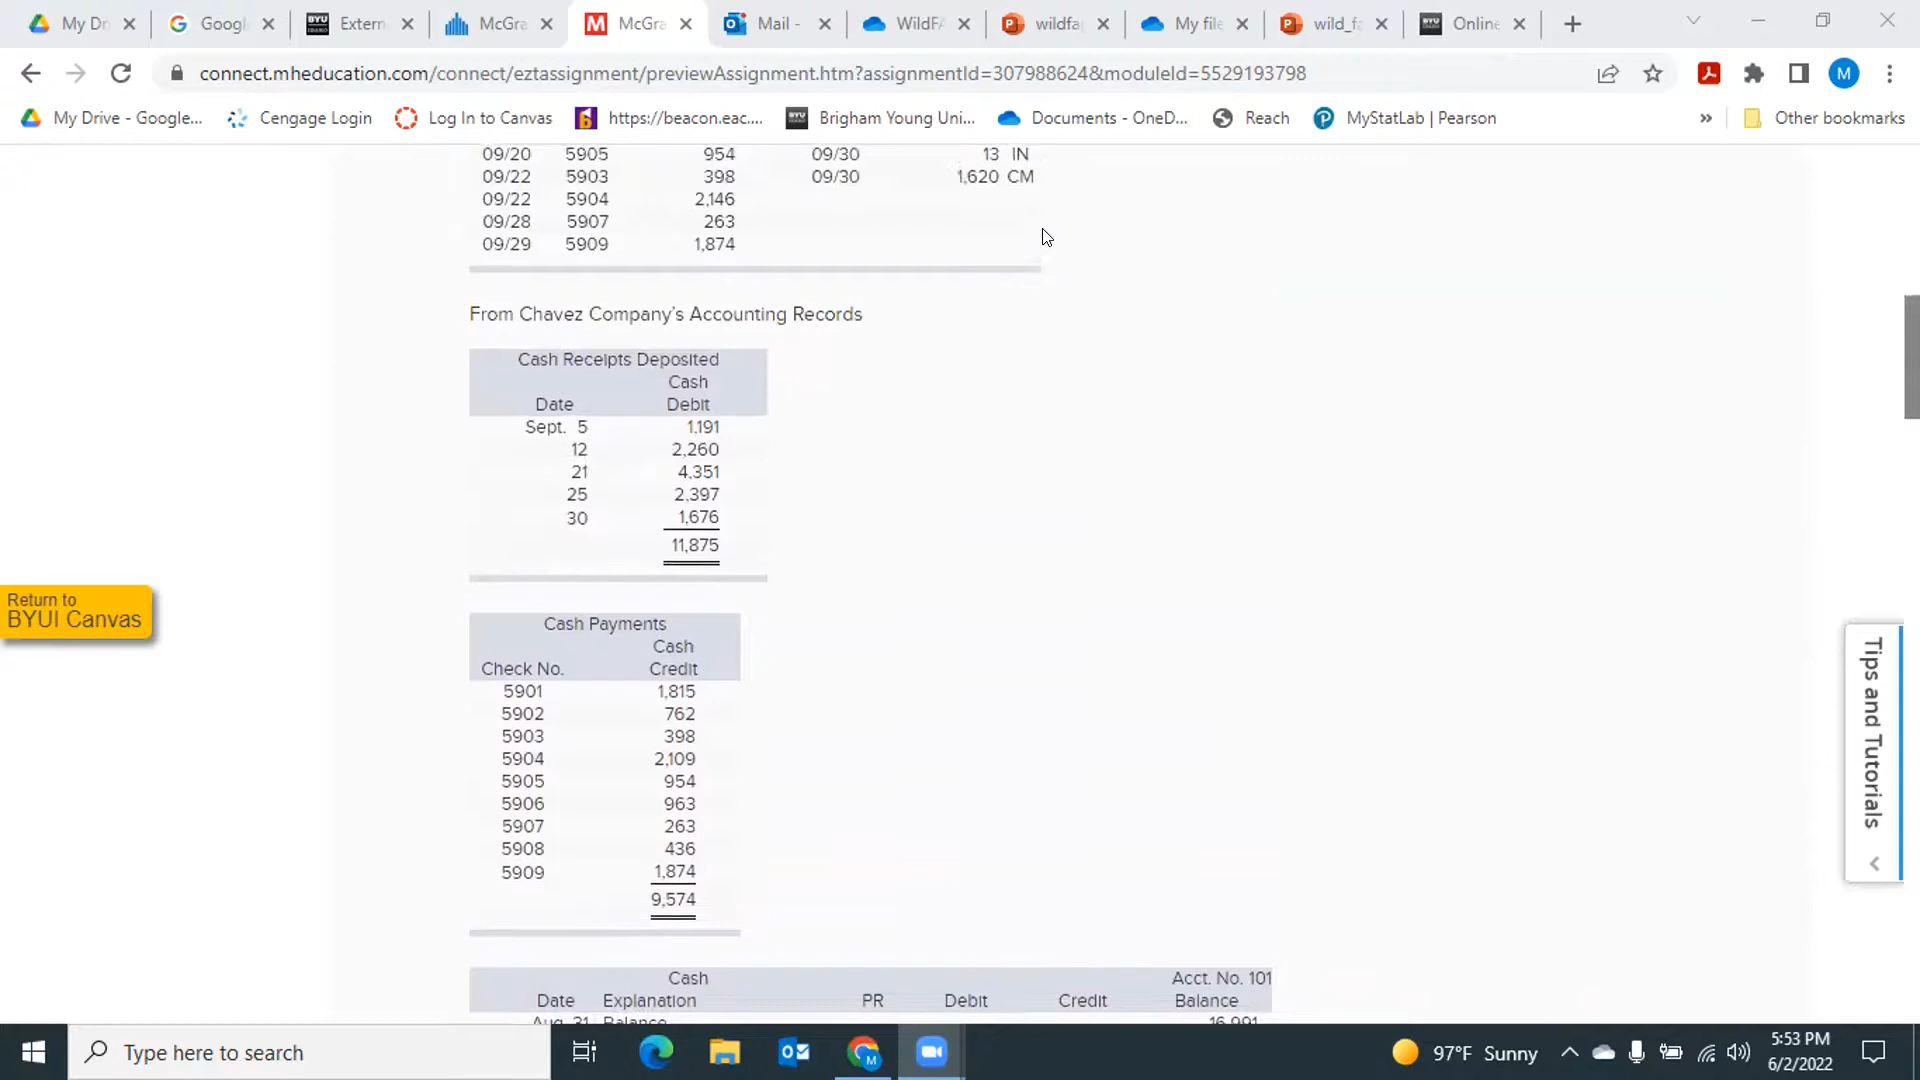 My Dr
Googl
Extern
McGra
McGra
Mail -
WildFA
wildfa
My file
wild_fa
Online
connect.mheducation.com/connect/eztassignment/previewAssignment.htm?assignmentId=307988624&moduleId=5529193798
M
My Drive - Google...
Cengage Login
Log In to Canvas
https://beacon.eac....
Brigham Young Uni...
Documents - OneD...
Reach
MyStatLab | Pearson
Other bookmarks
09/20 5905 954 09/30 13 IN
09/22 5903 398 09/30 1,620 CM
09/22 5904 2,146
09/28 5907 263
09/29 5909 1,874
From Chavez Company's Accounting Records
Cash Receipts Deposited
Cash
Date Debit
Sept. 5 1,191
12 2,260
21 4,351
25 2,397
30 1,676
11,875
Return to
BYUI Canvas
Cash Payments
Cash
Check No. Credit
5901 1,815
5902 762
5903 398
5904 2,109
5905 954
5906 963
5907 263
5908 436
5909 1,874
9,574
Tips and Tutorials
Cash Acct. No. 101
Date Explanation PR Debit Credit Balance
Aug. 31 Balance 16,991
Type here to search
97°F Sunny
5:53 PM
6/2/2022